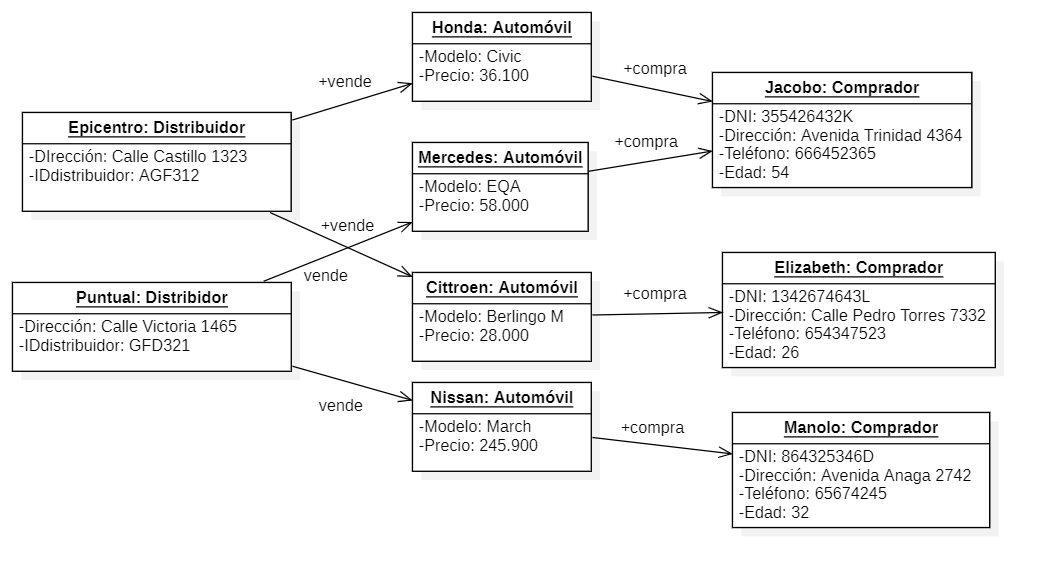 Honda: Automóvil
-Modelo: Civic
-Precio: 36.100
+vende
+compra
Jacobo: Comprador
-DNI: 355426432K
-Dirección: Avenida Trinidad 4364
-Teléfono: 666452365
-Edad: 54
Epicentro: Distribuidor
-DIrección: Calle Castillo 1323
-IDdistribuidor: AGF312
Mercedes: Automóvil
-Modelo: EQA
-Precio: 58.000
+compra
+vende
vende
Puntual: Distribidor
-Dirección: Calle Victoria 1465
-IDdistribuidor: GFD321
Cittroen: Automóvil
-Modelo: Berlingo M
-Precio: 28.000
+compra
Elizabeth: Comprador
-DNI: 1342674643L
-Dirección: Calle Pedro Torres 7332
-Teléfono: 654347523
-Edad: 26
vende
Nissan: Automóvil
-Modelo: March
-Precio: 245.900
+compra
Manolo: Comprador
-DNI: 864325346D
-Dirección: Avenida Anaga 2742
-Teléfono: 65674245
-Edad: 32